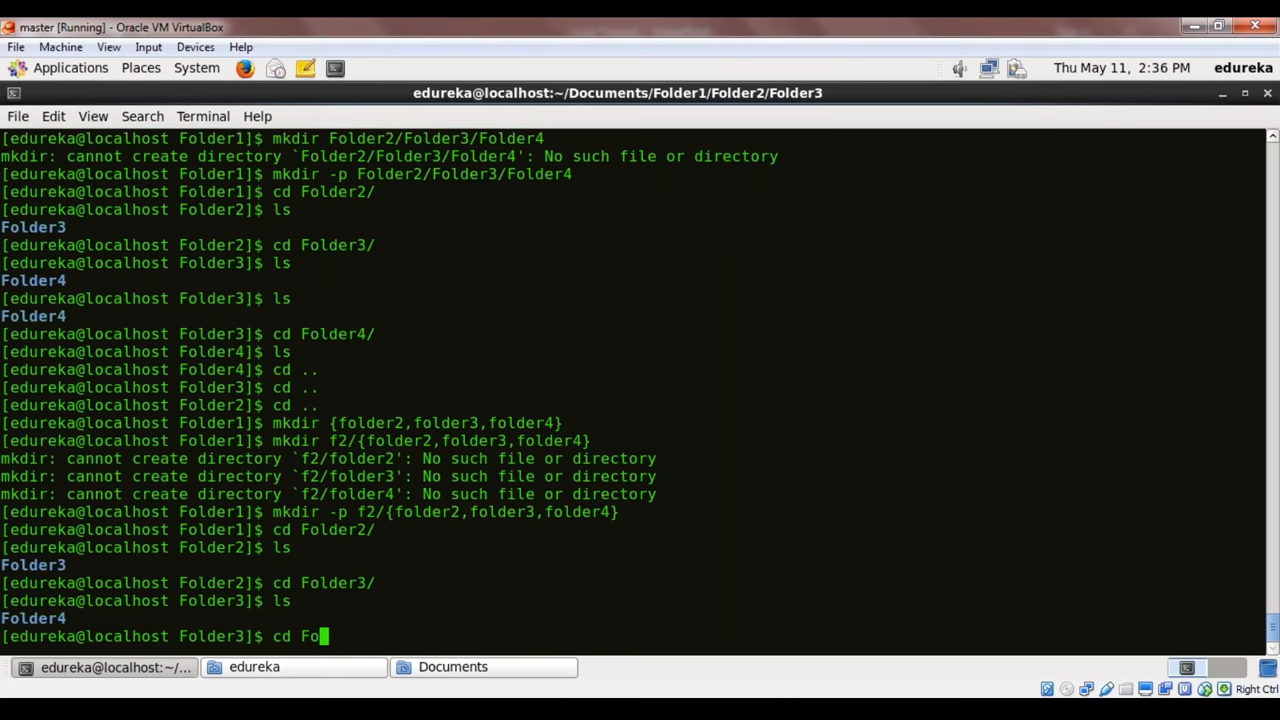 master [Running] - Oracle VM VirtualBox
File Machine View Input Devices Help
Applications Places System Thu May 11, 2:36 PM edureka
edureka@localhost:~/Documents/Folder1/Folder2/Folder3
File Edit View Search Terminal Help
[edureka@localhost Folder1]$ mkdir Folder2/Folder3/Folder4
mkdir: cannot create directory `Folder2/Folder3/Folder4': No such file or directory
[edureka@localhost Folder1]$ mkdir -p Folder2/Folder3/Folder4
[edureka@localhost Folder1]$ cd Folder2/
[edureka@localhost Folder2]$ ls
Folder3
[edureka@localhost Folder2]$ cd Folder3/
[edureka@localhost Folder3]$ ls
Folder4
[edureka@localhost Folder3]$ ls
Folder4
[edureka@localhost Folder3]$ cd Folder4/
[edureka@localhost Folder4]$ ls
[edureka@localhost Folder4]$ cd ..
[edureka@localhost Folder3]$ cd ..
[edureka@localhost Folder2]$ cd ..
[edureka@localhost Folder1]$ mkdir {folder2,folder3,folder4}
[edureka@localhost Folder1]$ mkdir f2/{folder2,folder3,folder4}
mkdir: cannot create directory `f2/folder2': No such file or directory
mkdir: cannot create directory `f2/folder3': No such file or directory
mkdir: cannot create directory `f2/folder4': No such file or directory
[edureka@localhost Folder1]$ mkdir -p f2/{folder2,folder3,folder4}
[edureka@localhost Folder1]$ cd Folder2/
[edureka@localhost Folder2]$ ls
Folder3
[edureka@localhost Folder2]$ cd Folder3/
[edureka@localhost Folder3]$ ls
Folder4
[edureka@localhost Folder3]$ cd Fo
edureka@localhost:~/... edureka Documents
Right Ctrl